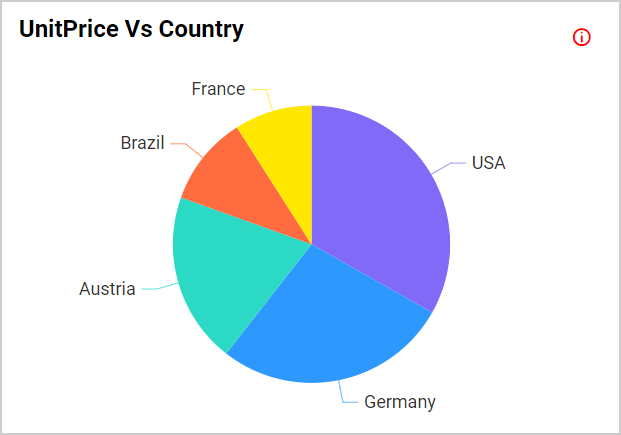 UnitPrice Vs Country
France
Brazil
USA
Austria
Germany